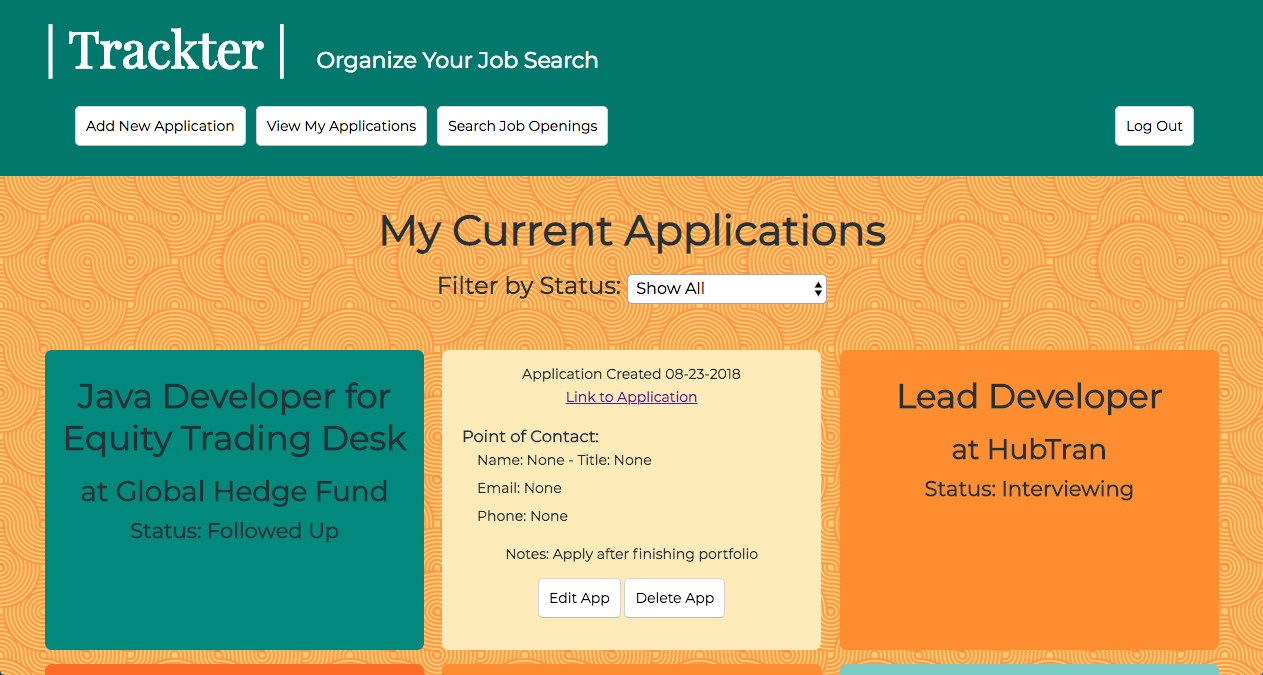 | Trackter |
Organize Your Job Search
Add New Application
View My Applications
Search Job Openings
Log Out
My Current Applications
Filter by Status: Show All
Java Developer for
Equity Trading Desk
at Global Hedge Fund
Status: Followed Up
Application Created 08-23-2018
Link to Application
Point of Contact:
Name: None - Title: None
Email: None
Phone: None
Notes: Apply after finishing portfolio
Edit App
Delete App
Lead Developer
at HubTran
Status: Interviewing